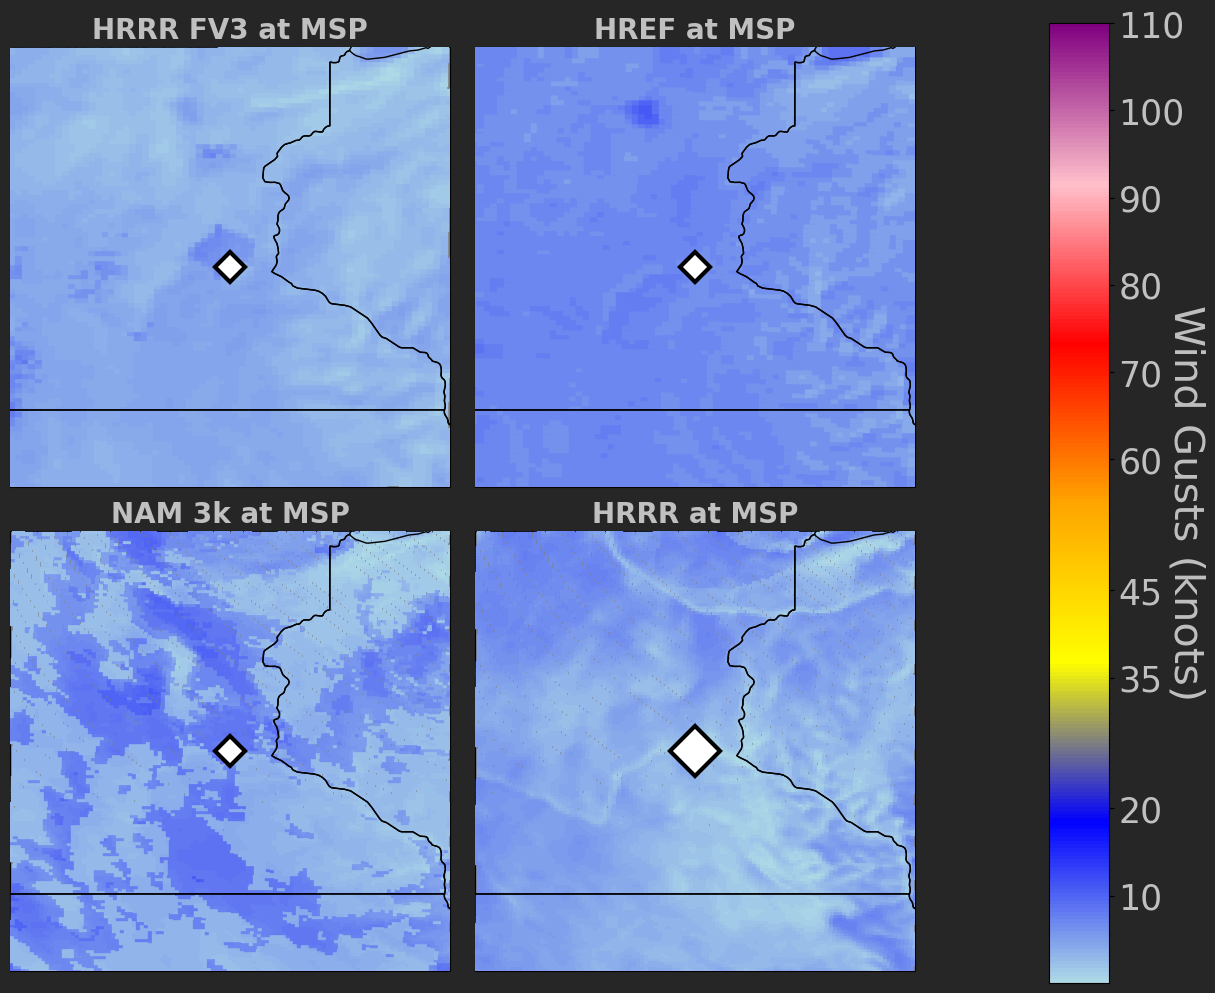 HRRR FV3 at MSP
HREF at MSP
NAM 3k at MSP
HRRR at MSP
110
100
90
80
70
60
45
35
20
10
Wind Gusts (knots)